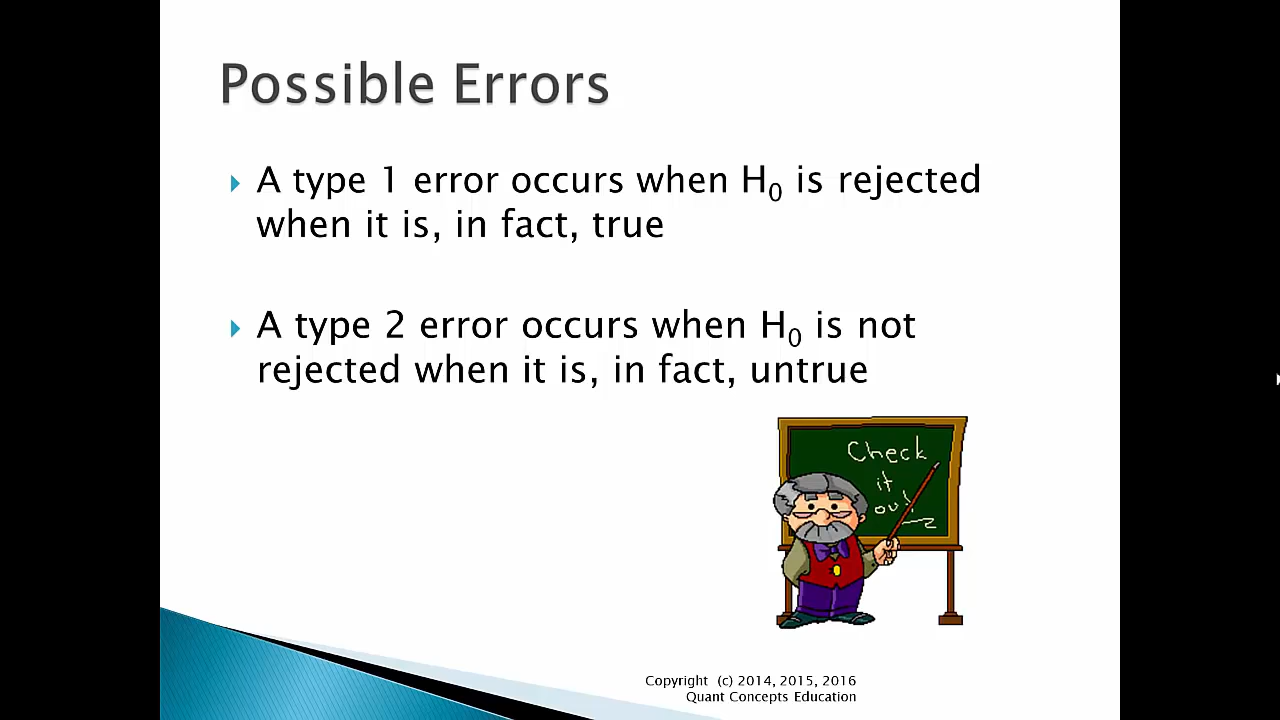 Possible Errors
A type 1 error occurs when H₀ is rejected
when it is, in fact, true
A type 2 error occurs when H₀ is not
rejected when it is, in fact, untrue
Check
it
out!
Copyright (c) 2014, 2015, 2016
Quant Concepts Education